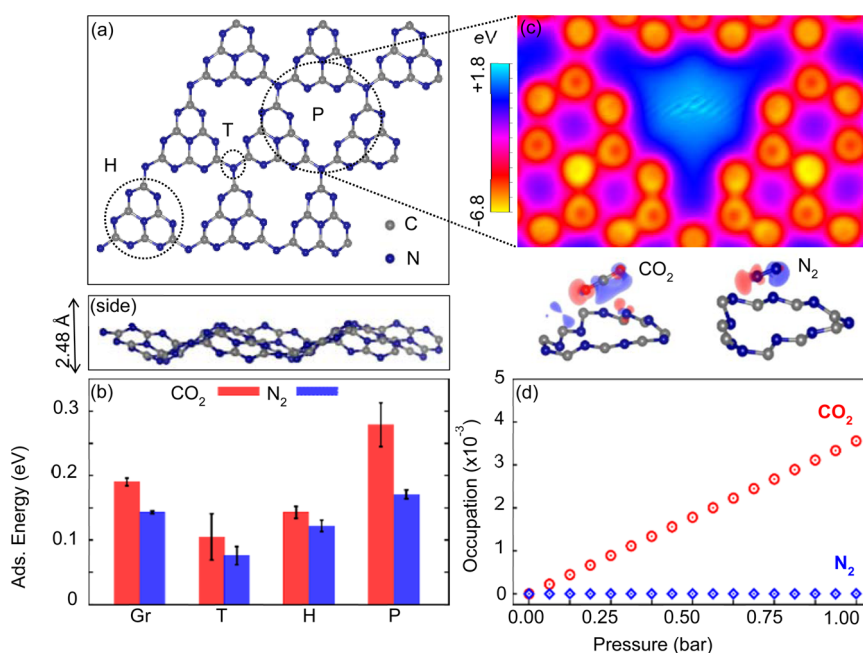 (a)
P
T
H
C
N
(side)
2.48 Å
(b)
CO2 N2
0.3
0.2
0.1
0
Ads. Energy (eV)
Gr T H P
(c)
eV
+1.8
-6.8
CO2
N2
(d)
5
4
3
2
1
0
Occupation (x10-3)
CO2
N2
0.00 0.25 0.50 0.75 1.00
Pressure (bar)